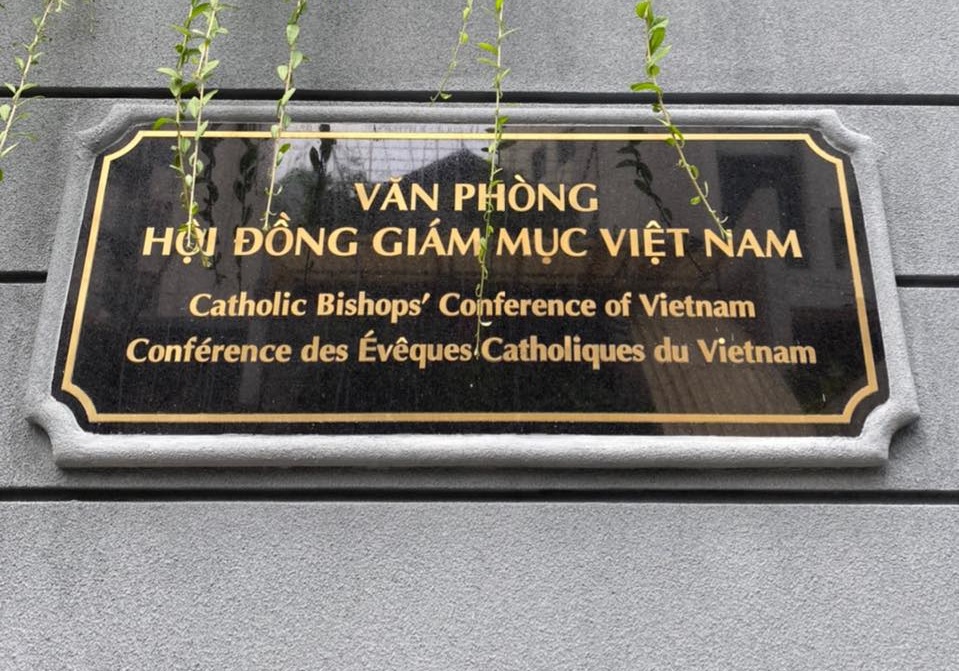 VĂN PHÒNG
HỘI ĐỒNG GIÁM MỤC VIỆT NAM
Catholic Bishops' Conference of Vietnam
Conférence des Évêques Catholiques du Vietnam